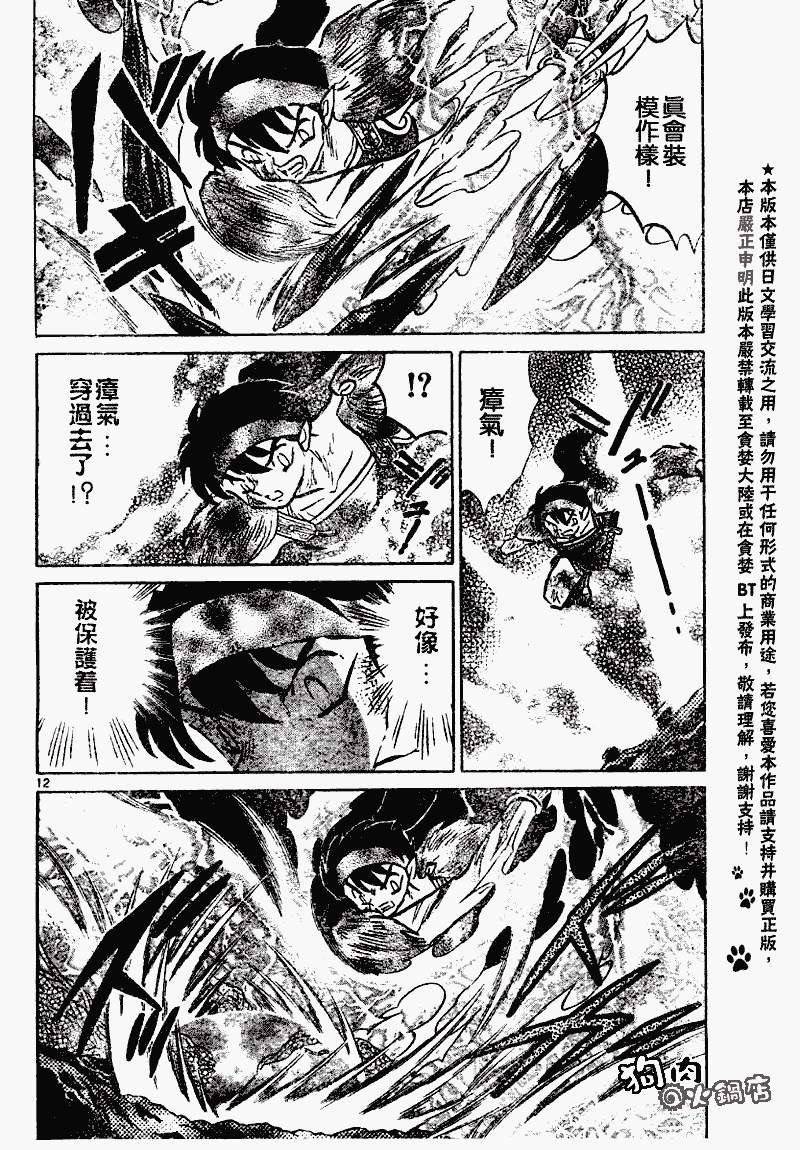 眞會裝
模作樣！
瘴氣！
!?
瘴氣…
穿過去了!?
好像…
被保護着！
12
★本版本僅供日文學習交流之用，請勿用于任何形式的商業用途，若您喜愛本作品請支持并購買正版，
本店嚴正申明此版本嚴禁轉載至貪婪大陸或在貪婪 BT 上發布，敬請理解，謝謝支持！
狗肉
火鍋店